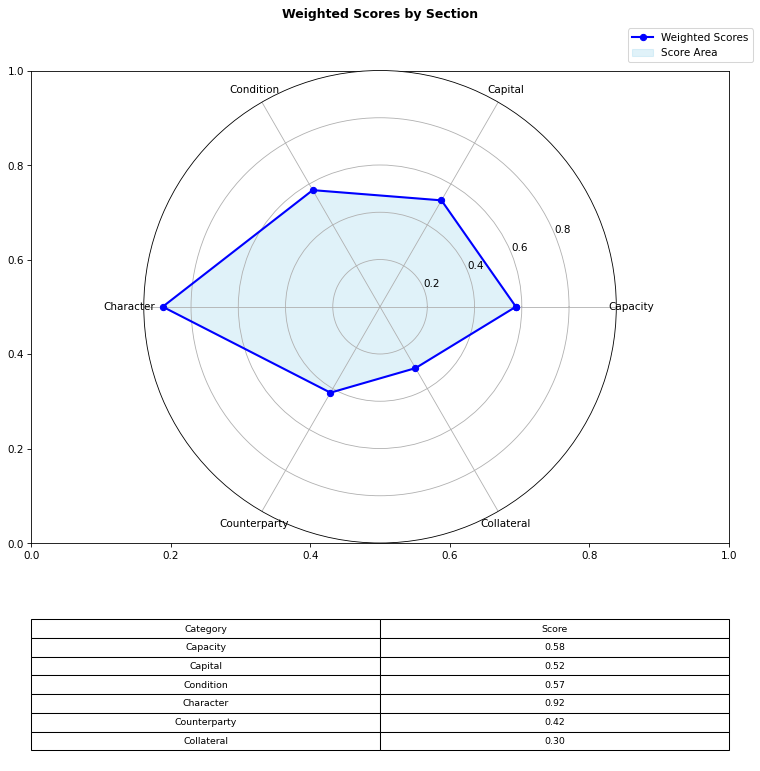 Weighted Scores by Section
Weighted Scores
Score Area
1.0
0.8
0.6
0.4
0.2
0.0
0.0 0.2 0.4 0.6 0.8 1.0
Condition
Capital
Character
Capacity
Counterparty
Collateral
0.2
0.4
0.6
0.8
Category Score
Capacity 0.58
Capital 0.52
Condition 0.57
Character 0.92
Counterparty 0.42
Collateral 0.30